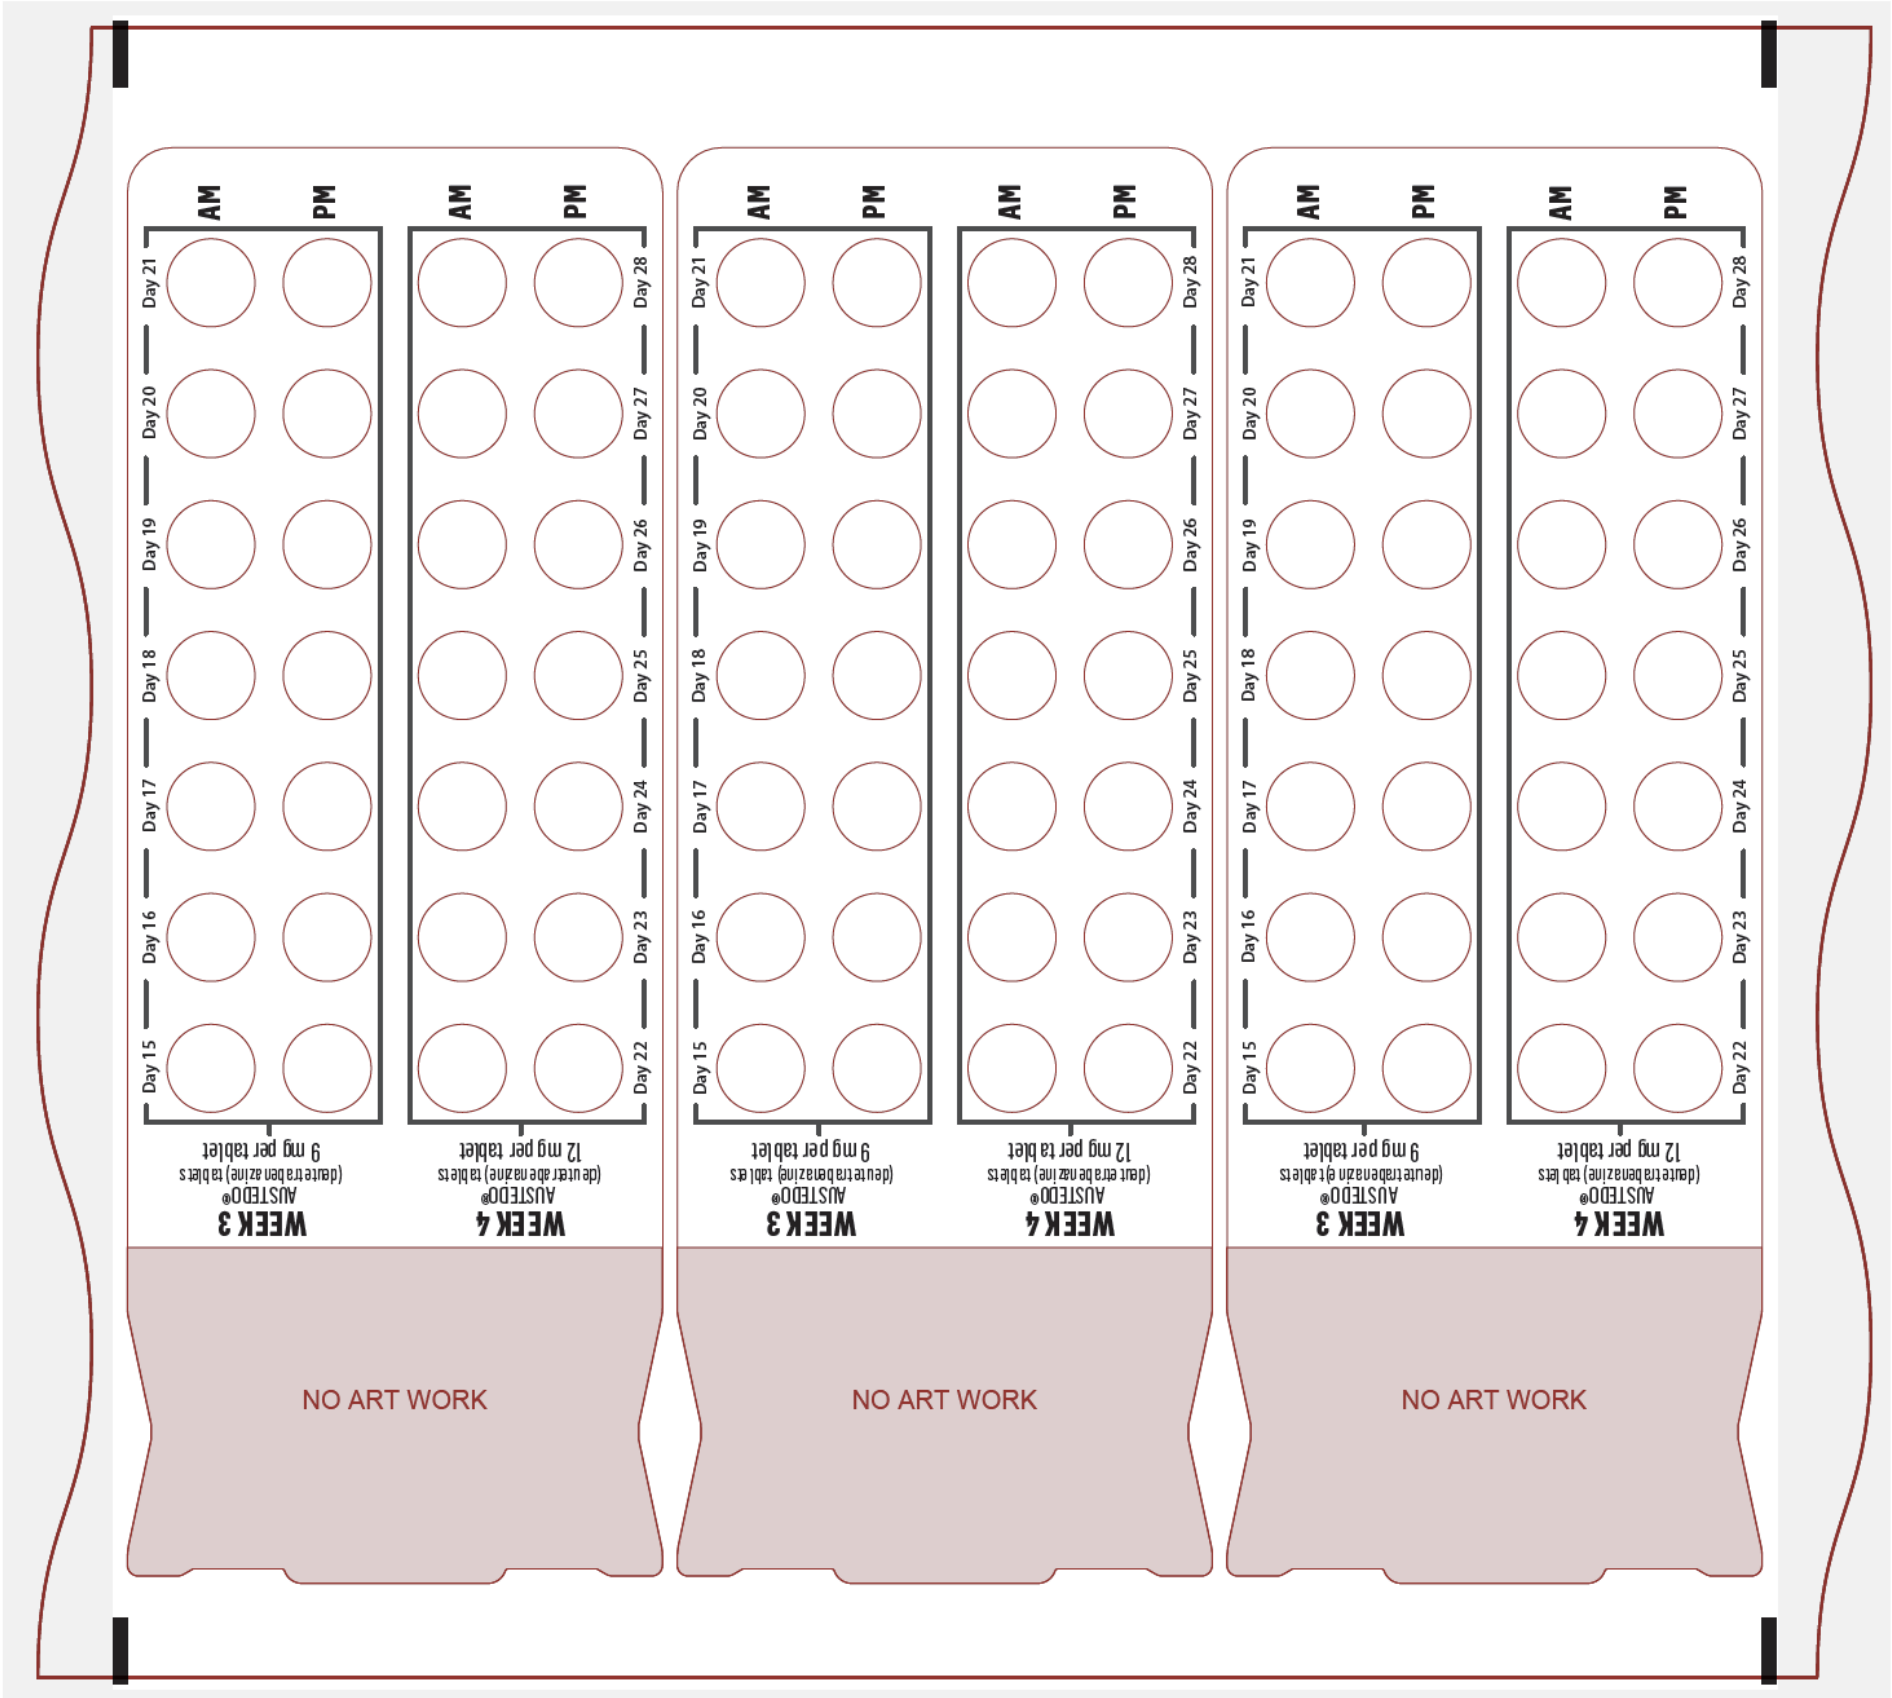 AM PM
Day 21
Day 20
Day 19
Day 18
Day 17
Day 16
Day 15
WEEK 3
AUSTEDO®
(deutetrabenazine) tablets
9 mg per tablet
AM PM
Day 28
Day 27
Day 26
Day 25
Day 24
Day 23
Day 22
WEEK 4
AUSTEDO®
(deutetrabenazine) tablets
12 mg per tablet
NO ART WORK
AM PM
Day 21
Day 20
Day 19
Day 18
Day 17
Day 16
Day 15
WEEK 3
AUSTEDO®
(deutetrabenazine) tablets
9 mg per tablet
AM PM
Day 28
Day 27
Day 26
Day 25
Day 24
Day 23
Day 22
WEEK 4
AUSTEDO®
(deutetrabenazine) tablets
12 mg per tablet
NO ART WORK
AM PM
Day 21
Day 20
Day 19
Day 18
Day 17
Day 16
Day 15
WEEK 3
AUSTEDO®
(deutetrabenazine) tablets
9 mg per tablet
AM PM
Day 28
Day 27
Day 26
Day 25
Day 24
Day 23
Day 22
WEEK 4
AUSTEDO®
(deutetrabenazine) tablets
12 mg per tablet
NO ART WORK